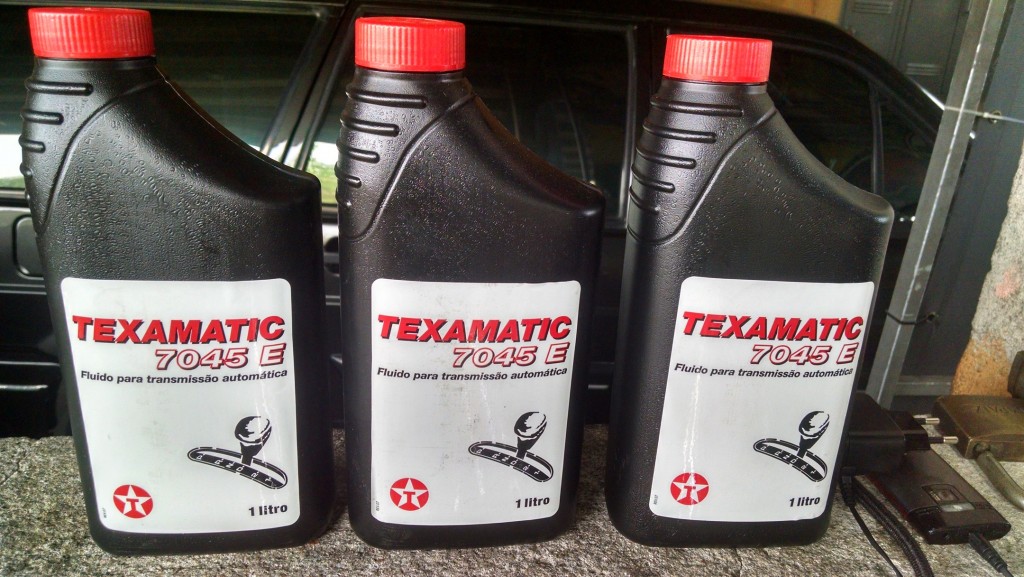 TEXAMATIC
7045 E
Fluido para transmissão automática
T
1 litro
TEXAMATIC
7045 E
Fluido para transmissão automática
T
1 litro
TEXAMATIC
7045 E
Fluido para transmissão automática
T
1 litro